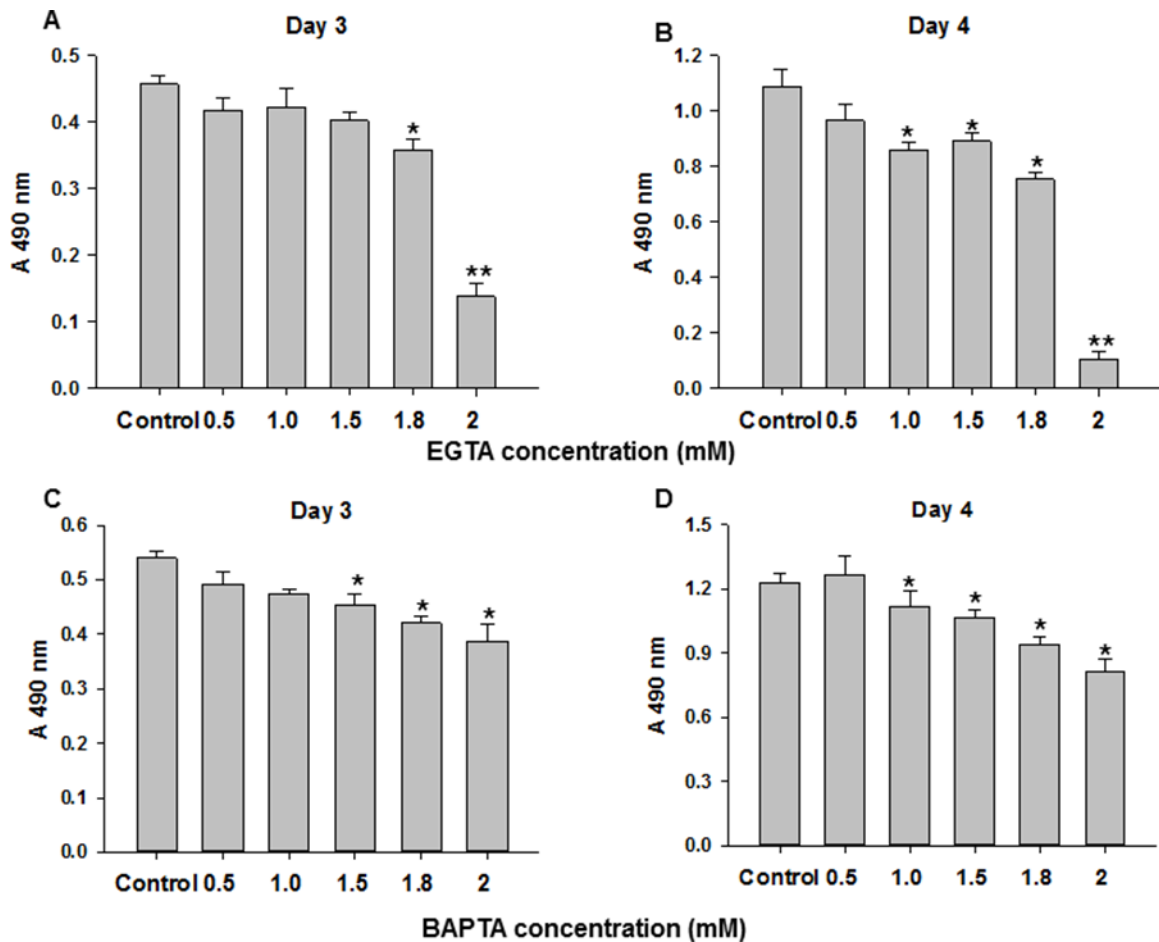 A
Day 3
A 490 nm
0.5
0.4
0.3
0.2
0.1
0.0
*
**
Control 0.5 1.0 1.5 1.8 2
B
Day 4
A 490 nm
1.2
1.0
0.8
0.6
0.4
0.2
0.0
*
*
*
**
Control 0.5 1.0 1.5 1.8 2
EGTA concentration (mM)
C
Day 3
A 490 nm
0.6
0.5
0.4
0.3
0.2
0.1
0.0
*
*
*
Control 0.5 1.0 1.5 1.8 2
D
Day 4
A 490 nm
1.5
1.2
0.9
0.6
0.3
0.0
*
*
*
*
Control 0.5 1.0 1.5 1.8 2
BAPTA concentration (mM)